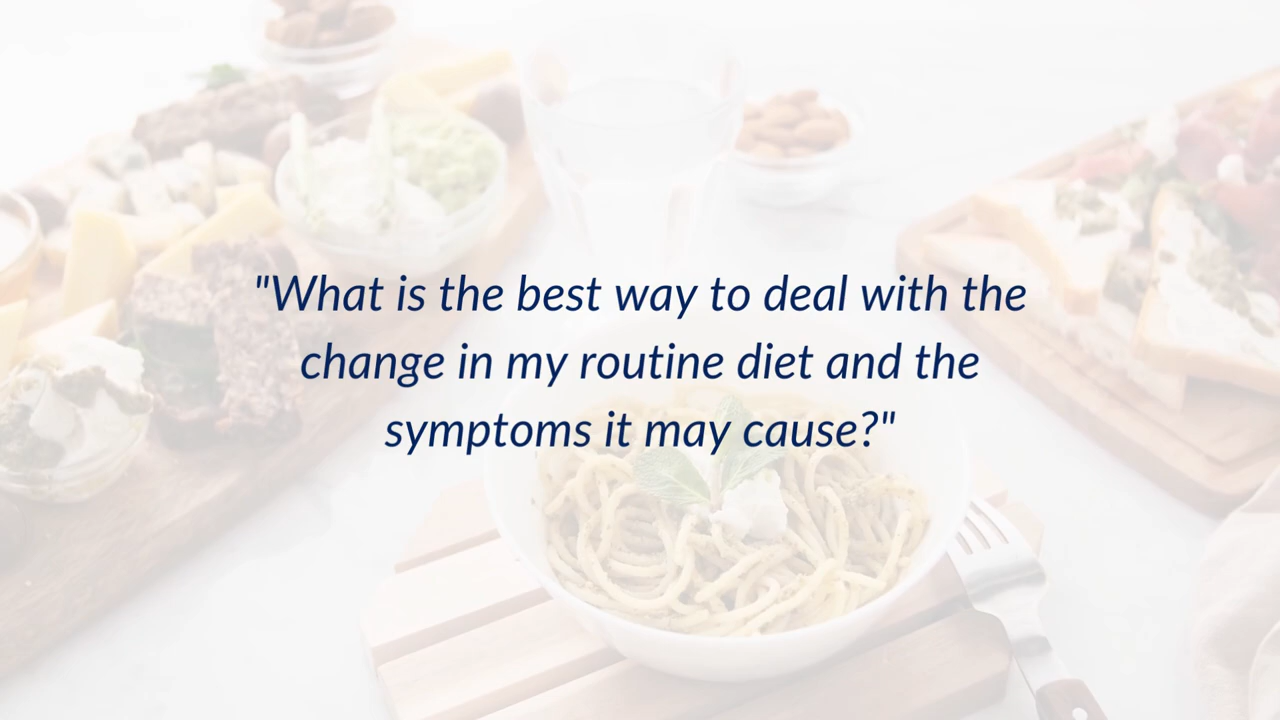 "What is the best way to deal with the
change in my routine diet and the
symptoms it may cause?"